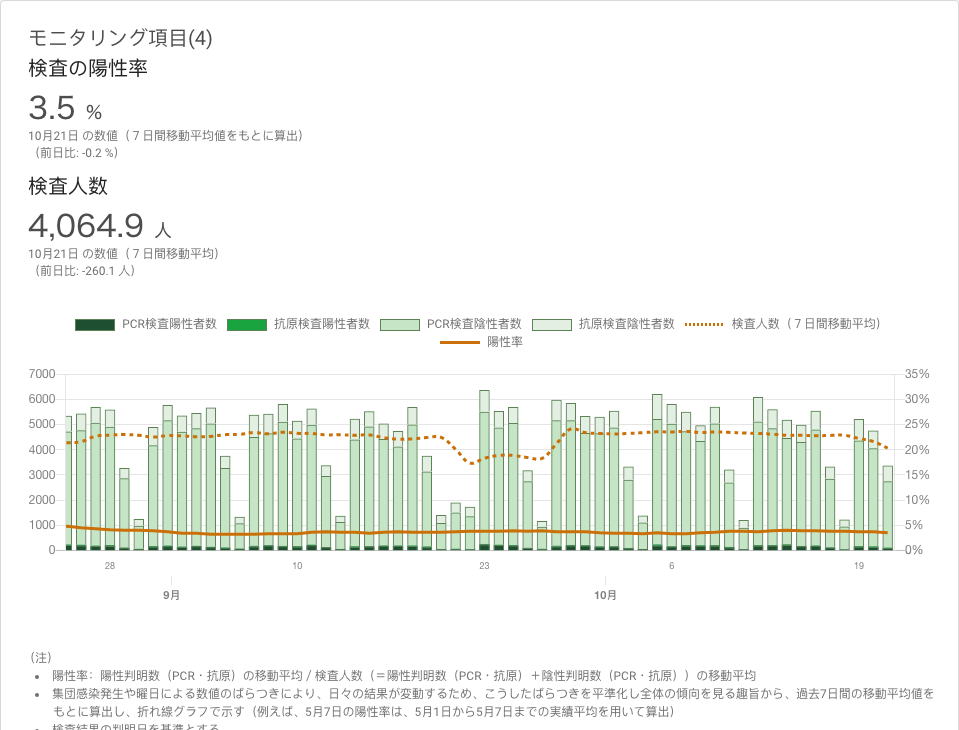 モニタリング項目(4)
検査の陽性率
3.5 %
10月21日 の数値（７日間移動平均値をもとに算出）
（前日比: -0.2 %）
検査人数
4,064.9 人
10月21日 の数値（７日間移動平均）
（前日比: -260.1 人）
PCR検査陽性者数 抗原検査陽性者数 PCR検査陰性者数 抗原検査陰性者数 検査人数（７日間移動平均）
陽性率
7000 35%
6000 30%
5000 25%
4000 20%
3000 15%
2000 10%
1000 5%
0 0%
28 10 23 6 19
9月 10月
（注）
• 陽性率：陽性判明数（PCR・抗原）の移動平均 / 検査人数（＝陽性判明数（PCR・抗原）＋陰性判明数（PCR・抗原））の移動平均
• 集団感染発生や曜日による数値のばらつきにより、日々の結果が変動するため、こうしたばらつきを平準化し全体の傾向を見る趣旨から、過去7日間の移動平均値を
もとに算出し、折れ線グラフで示す（例えば、5月7日の陽性率は、5月1日から5月7日までの実績平均を用いて算出）
• 検査結果の判明日を基準とする